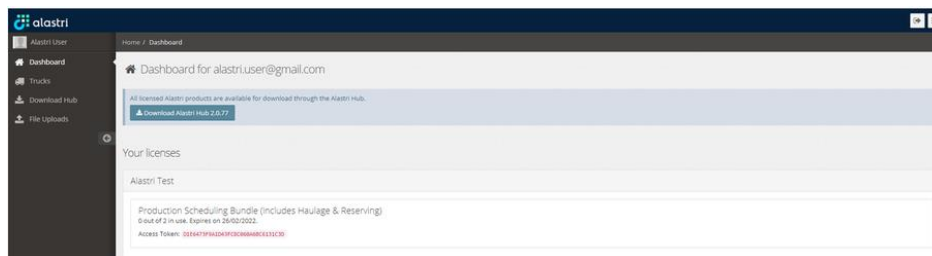 alastri
Alastri User
Home / Dashboard
Dashboard
Dashboard for alastri.user@gmail.com
Trucks
Download Hub
All licensed Alastri products are available for download through the Alastri Hub.
Download Alastri Hub 2.0.77
File Uploads
Your licenses
Alastri Test
Production Scheduling Bundle (Includes Haulage & Reserving)
0 out of 2 in use. Expires on 28/02/2022.
Access Token: